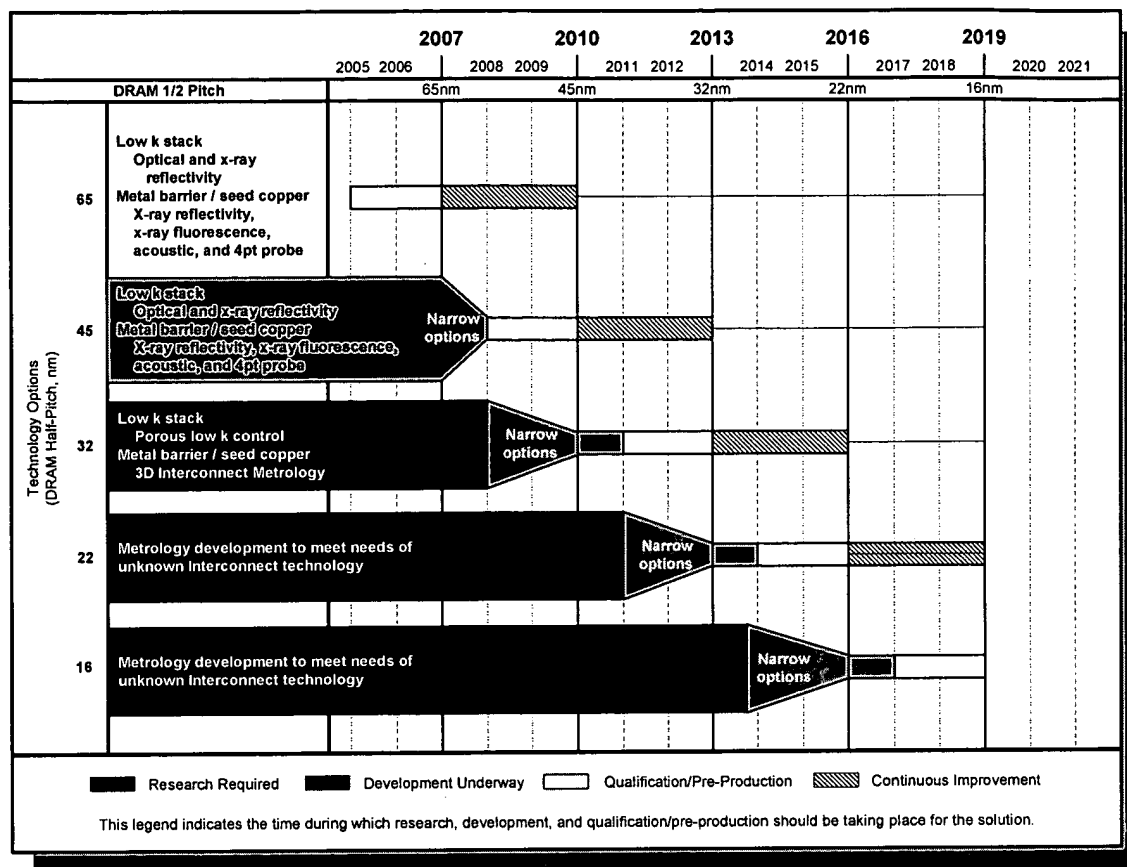 2007 2010 2013 2016 2019
2005 2006 2008 2009 2011 2012 2014 2015 2017 2018 2020 2021
DRAM 1/2 Pitch 65nm 45nm 32nm 22nm 16nm
Technology Options
(DRAM Half-Pitch, nm)
65
Low k stack
Optical and x-ray
reflectivity
Metal barrier / seed copper
X-ray reflectivity,
x-ray fluorescence,
acoustic, and 4pt probe
45
Low k stack
Optical and x-ray reflectivity
Metal barrier / seed copper
X-ray reflectivity, x-ray fluorescence,
acoustic, and 4pt probe
Narrow
options
32
Low k stack
Porous low k control
Metal barrier / seed copper
3D Interconnect Metrology
Narrow
options
22
Metrology development to meet needs of
unknown Interconnect technology
Narrow
options
16
Metrology development to meet needs of
unknown Interconnect technology
Narrow
options
Research Required Development Underway Qualification/Pre-Production Continuous Improvement
This legend indicates the time during which research, development, and qualification/pre-production should be taking place for the solution.